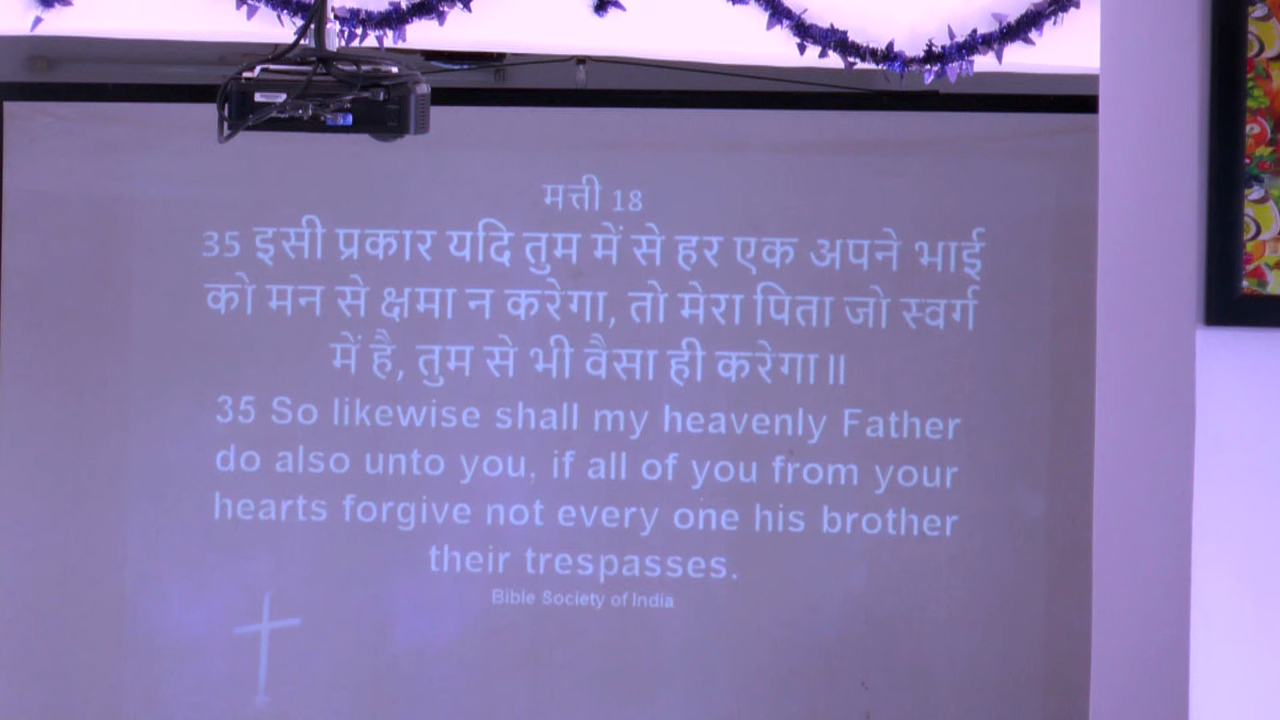 मत्ती 18
35 इसी प्रकार यदि तुम में से हर एक अपने भाई
को मन से क्षमा न करेगा, तो मेरा पिता जो स्वर्ग
में है, तुम से भी वैसा ही करेगा॥
35 So likewise shall my heavenly Father
do also unto you, if all of you from your
hearts forgive not every one his brother
their trespasses.
Bible Society of India